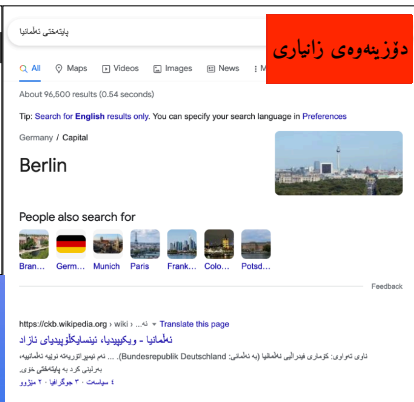 پایتەختی ئەڵمانیا
دۆزینەوەی زانیاری
All Maps Videos Images News M
About 96,500 results (0.54 seconds)
Tip: Search for English results only. You can specify your search language in Preferences
Germany / Capital
Berlin
People also search for
Bran... Germ... Munich Paris Frank... Colo... Potsd...
Feedback
https://ckb.wikipedia.org › wiki › ...ئە Translate this page
ئەڵمانیا - ویکیپیدیا، ئینسایکڵۆپیدیای ئازاد
ناوی تەواوی: کۆماری فیدراڵیی ئەڵمانیا (بە ئەڵمانی: Bundesrepublik Deutschland). ... ئەم ئیمپراتۆریەتە نوێیە ئەڵمانییە،
بەرلینی کرد بە پایتەختی خۆی.
٤ سیاسەت · ٣ جوگرافیا · ٢ مێژوو